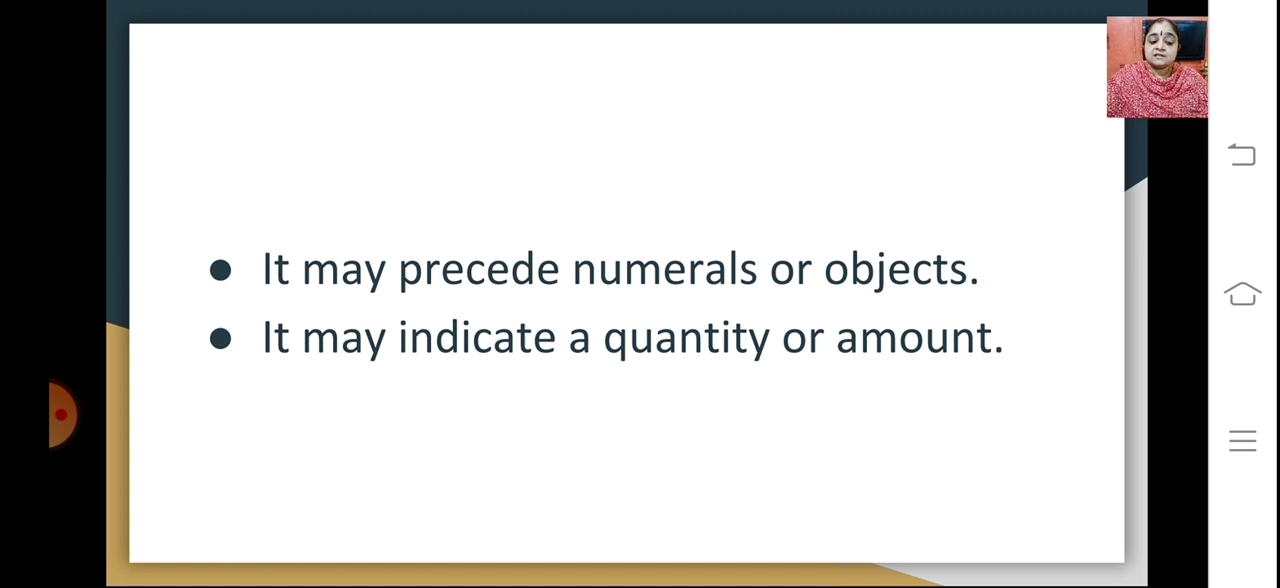 ● It may precede numerals or objects.
● It may indicate a quantity or amount.